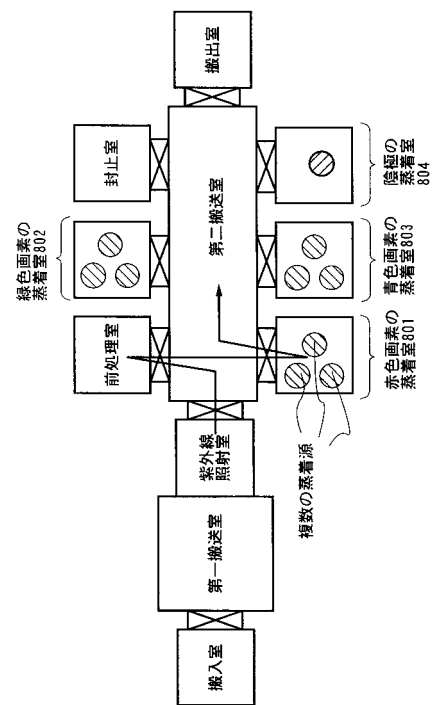 搬入室
第一搬送室
紫外線
照射室
前処理室
緑色画素の
蒸着室802
封止室
第二搬送室
搬出室
複数の蒸着源
赤色画素の
蒸着室801
青色画素の
蒸着室803
陰極の
蒸着室
804